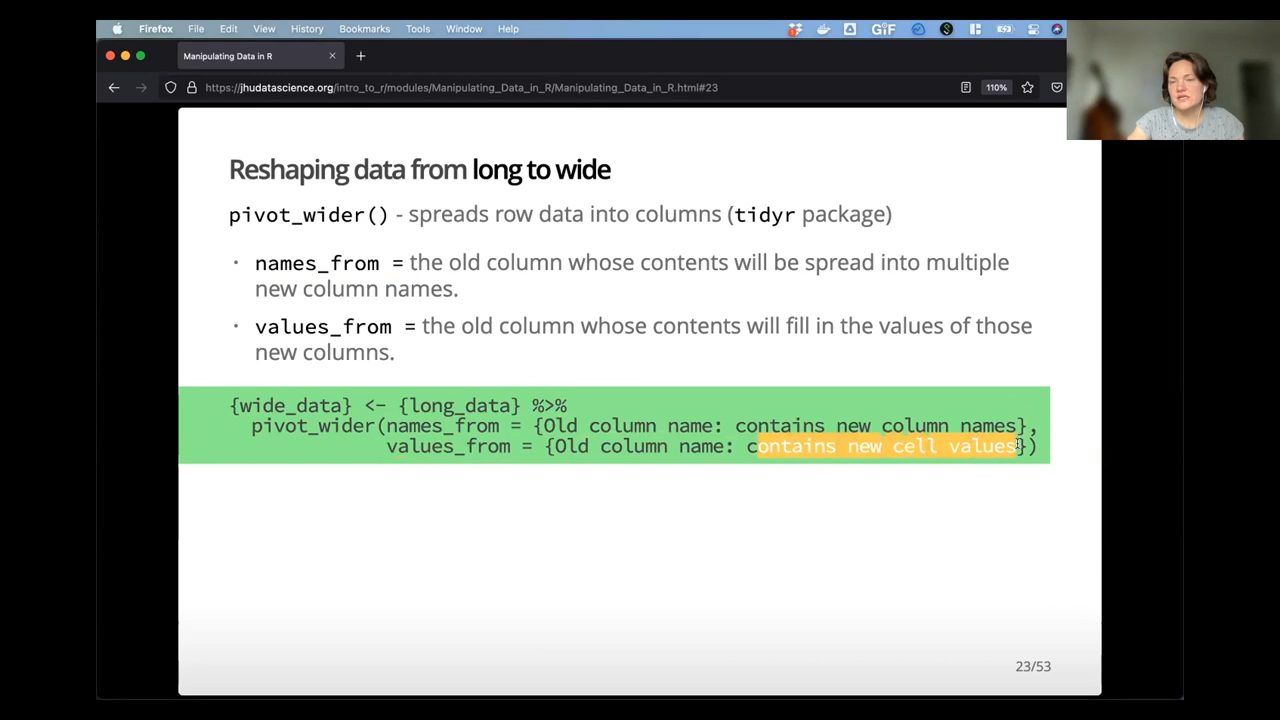 Firefox File Edit View History Bookmarks Tools Window Help
GIF
Manipulating Data in R
https://jhudatascience.org/intro_to_r/modules/Manipulating_Data_in_R/Manipulating_Data_in_R.html#23
110%
Reshaping data from long to wide
pivot_wider() - spreads row data into columns (tidyr package)
· names_from = the old column whose contents will be spread into multiple
new column names.
· values_from = the old column whose contents will fill in the values of those
new columns.
{wide_data} <- {long_data} %>%
pivot_wider(names_from = {Old column name: contains new column names},
values_from = {Old column name: contains new cell values})
23/53